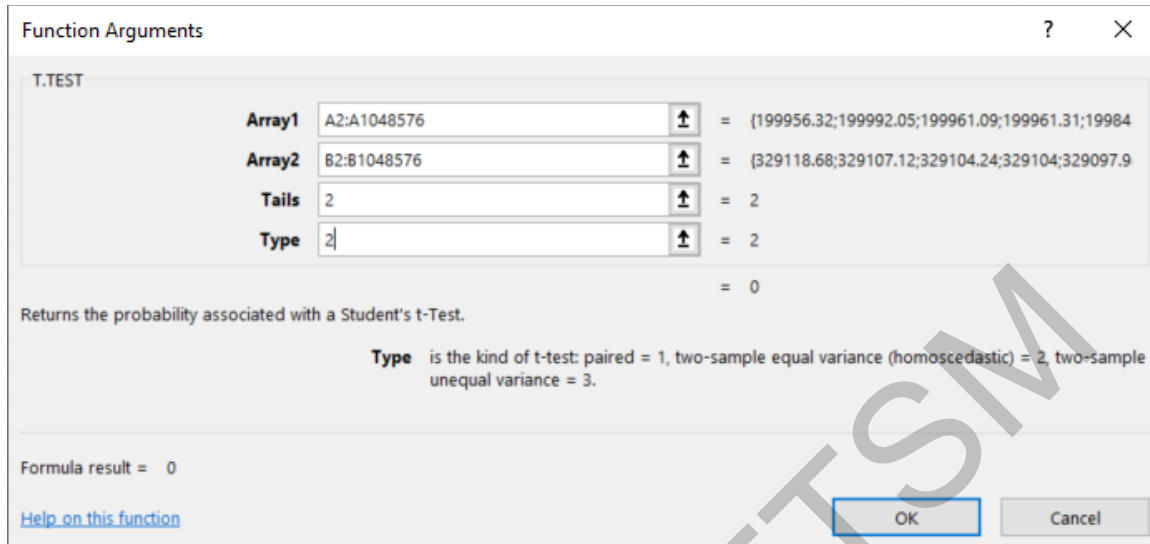 Function Arguments ? ×
T.TEST
Array1 A2:A1048576 = {199956.32;199992.05;199961.09;199961.31;19984
Array2 B2:B1048576 = {329118.68;329107.12;329104.24;329104;329097.9
Tails 2 = 2
Type 2 = 2
= 0
Returns the probability associated with a Student's t-Test.
Type is the kind of t-test: paired = 1, two-sample equal variance (homoscedastic) = 2, two-sample
unequal variance = 3.
Formula result = 0
Help on this function OK Cancel
TSM